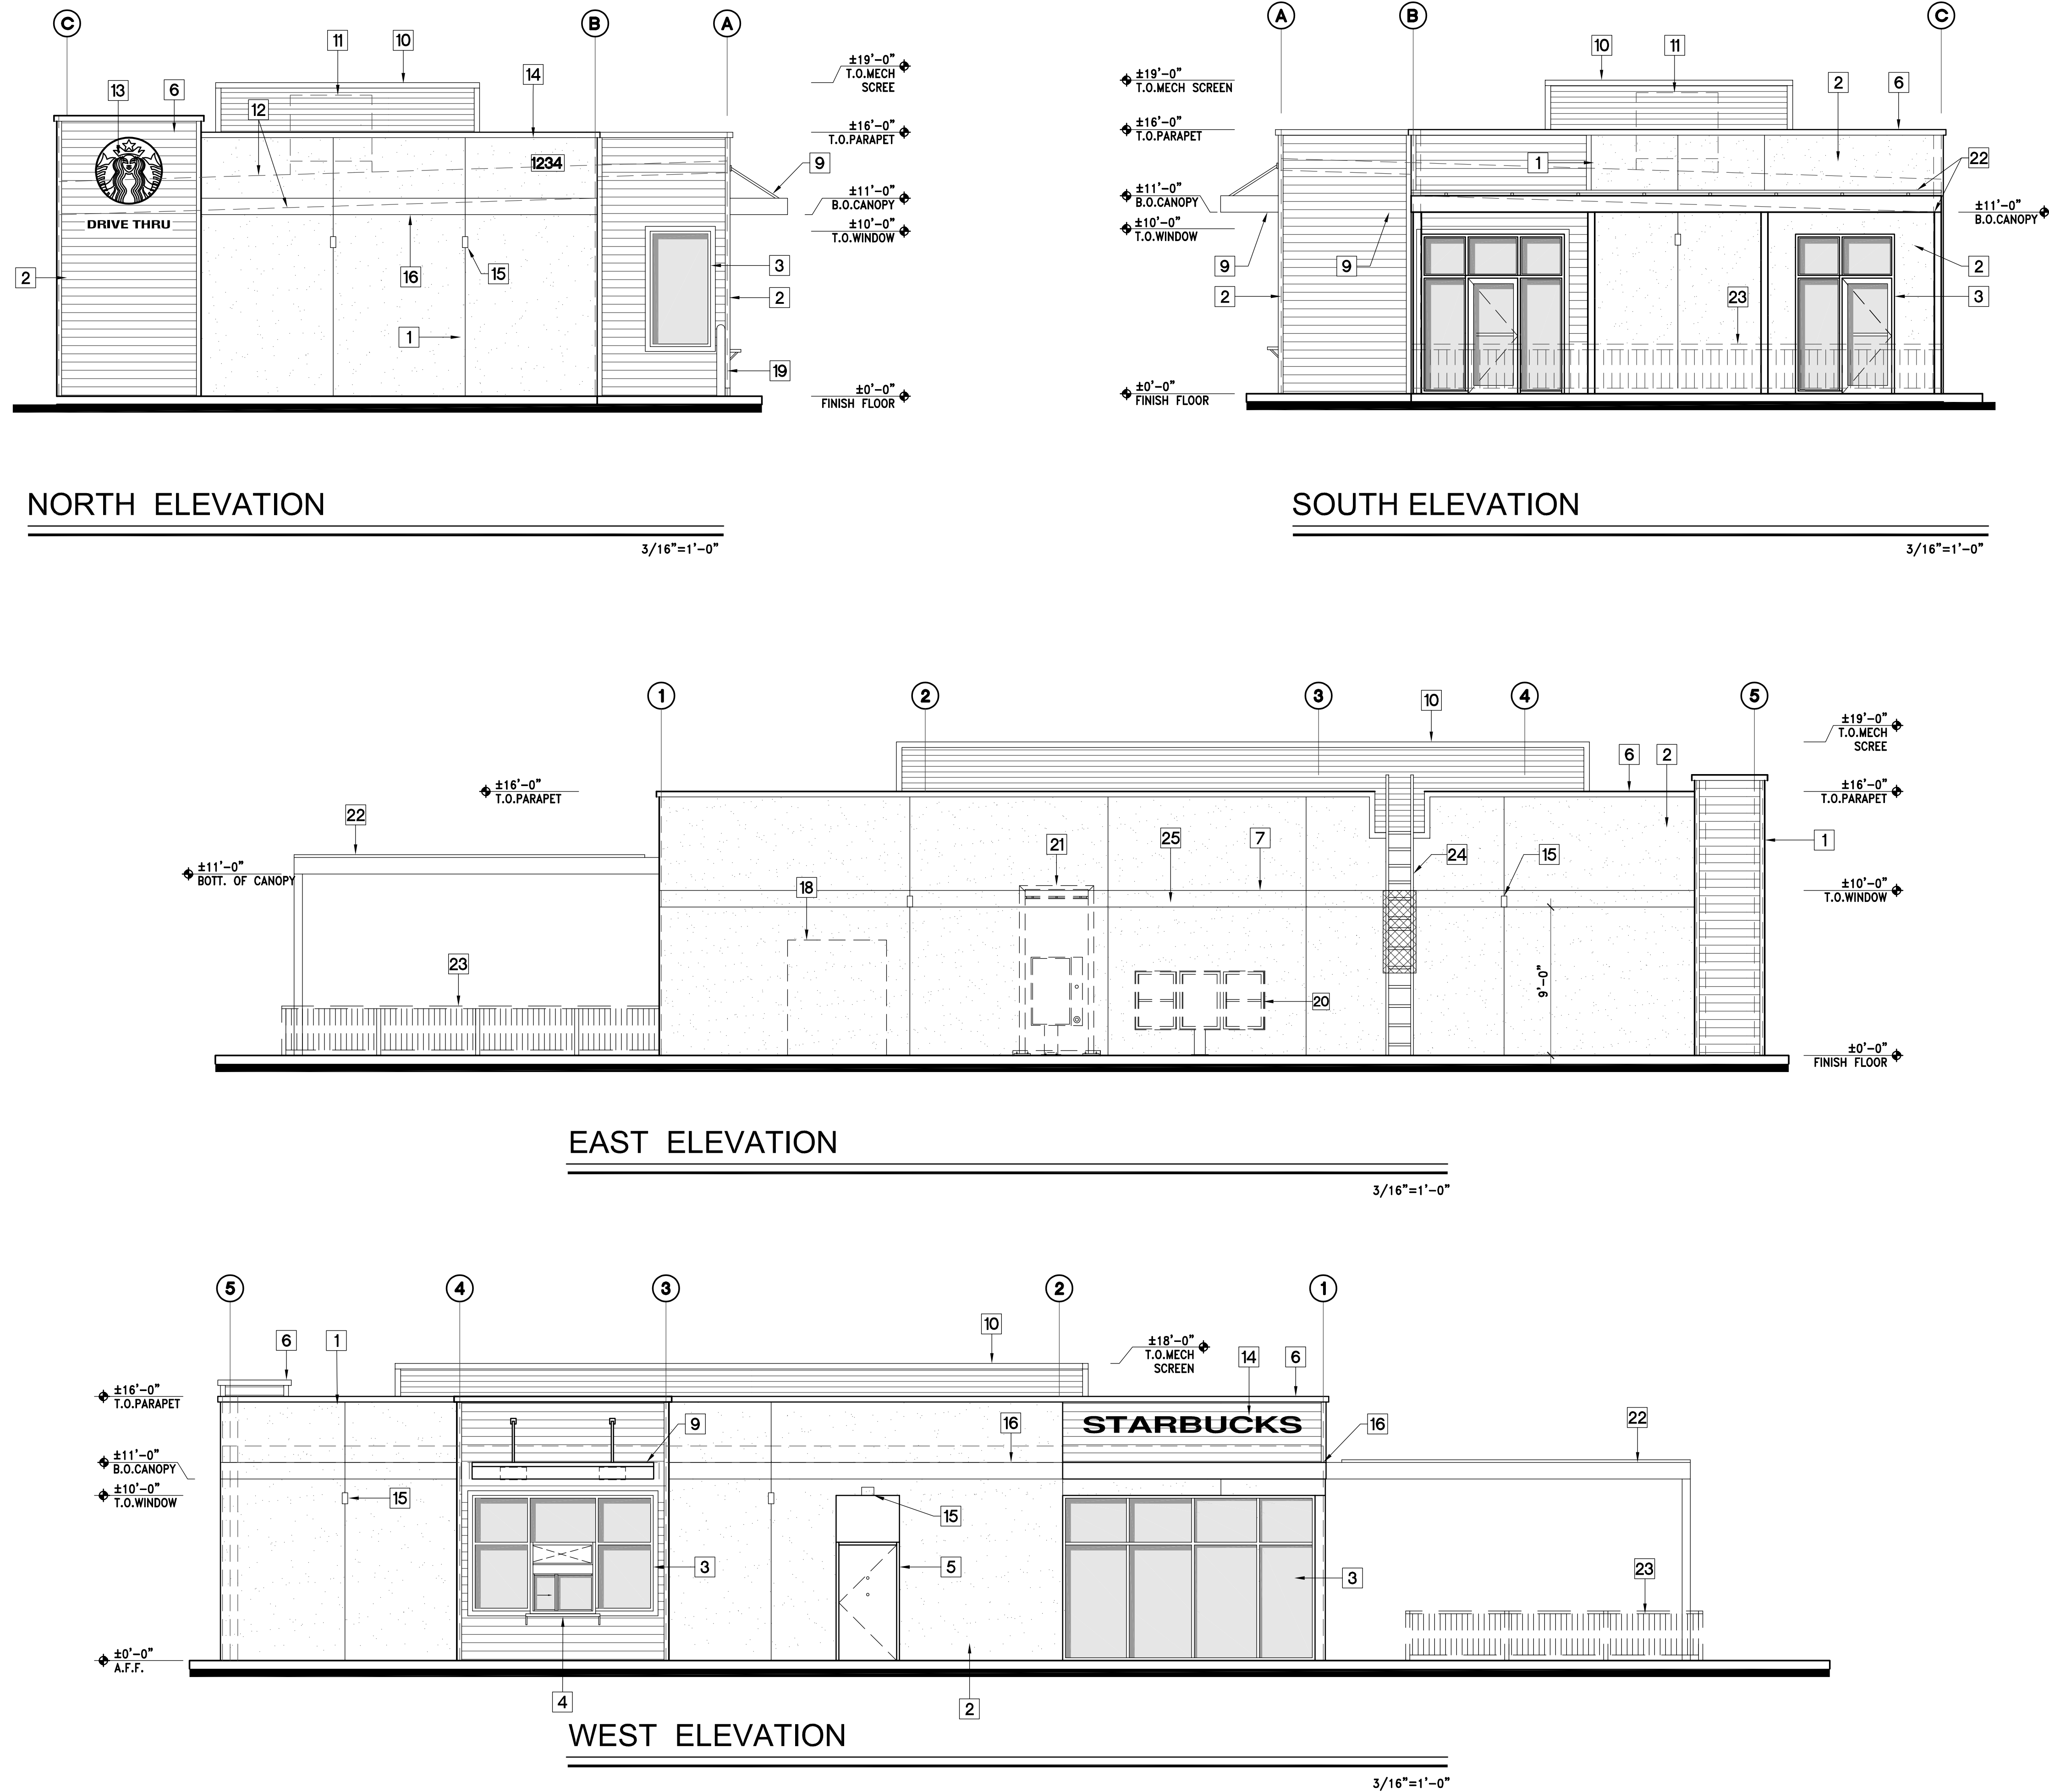 C B A
11 10
14
13 6
12
1234
9
DRIVE THRU
2
16 15
3
2
1
19
±19'-0"
T.O.MECH
SCREE
±16'-0"
T.O.PARAPET
±11'-0"
B.O.CANOPY
±10'-0"
T.O.WINDOW
±0'-0"
FINISH FLOOR
NORTH ELEVATION
3/16"=1'-0"
A B C
10 11
2 6
±19'-0"
T.O.MECH SCREEN
±16'-0"
T.O.PARAPET
1
22
±11'-0"
B.O.CANOPY
±10'-0"
T.O.WINDOW
±11'-0"
B.O.CANOPY
9 9
2
2
23
3
±0'-0"
FINISH FLOOR
SOUTH ELEVATION
3/16"=1'-0"
1 2 3 4 5
10
6 2
±19'-0"
T.O.MECH
SCREE
±16'-0"
T.O.PARAPET
±16'-0"
T.O.PARAPET
22
1
21 25 7
24 15
±11'-0"
BOTT. OF CANOPY
18
±10'-0"
T.O.WINDOW
23
9'-0"
20
±0'-0"
FINISH FLOOR
EAST ELEVATION
3/16"=1'-0"
5 4 3 2 1
10
6 1
±18'-0"
T.O.MECH
SCREEN
14 6
±16'-0"
T.O.PARAPET
STARBUCKS
9
16
16
22
±11'-0"
B.O.CANOPY
±10'-0"
T.O.WINDOW
15
15
3
5
3
23
±0'-0"
A.F.F.
4
2
WEST ELEVATION
3/16"=1'-0"